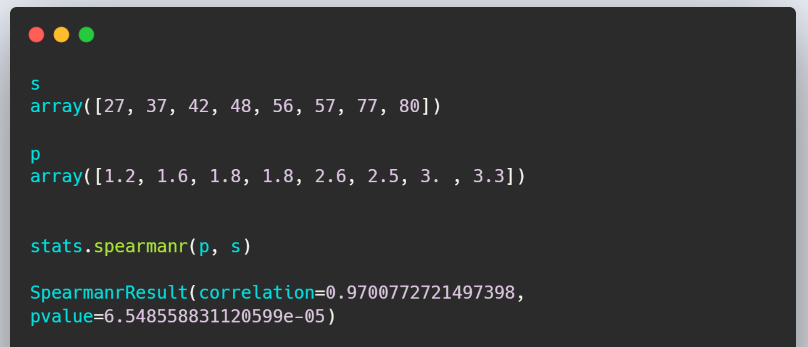 s
array([27, 37, 42, 48, 56, 57, 77, 80])
p
array([1.2, 1.6, 1.8, 1.8, 2.6, 2.5, 3. , 3.3])
stats.spearmanr(p, s)
SpearmanrResult(correlation=0.9700772721497398,
pvalue=6.548558831120599e-05)